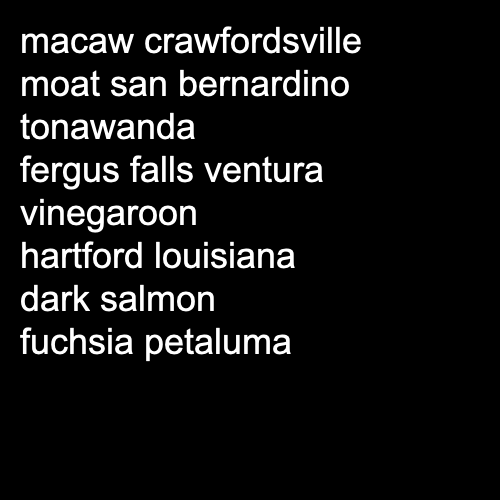 macaw crawfordsville
moat san bernardino
tonawanda
fergus falls ventura
vinegaroon
hartford louisiana
dark salmon
fuchsia petaluma